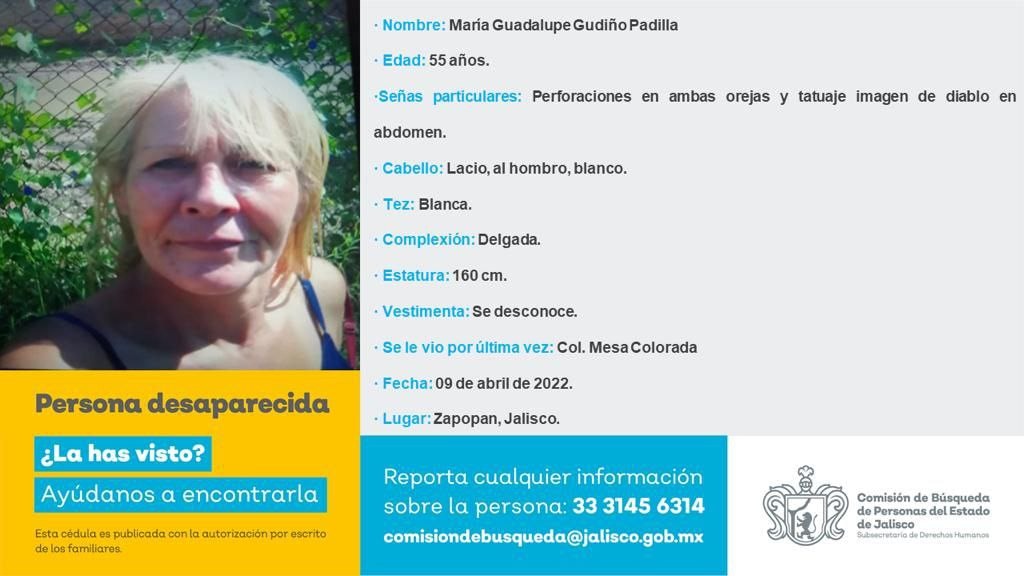 · Nombre: María Guadalupe Gudiño Padilla
· Edad: 55 años.
·Señas particulares: Perforaciones en ambas orejas y tatuaje imagen de diablo en
abdomen.
· Cabello: Lacio, al hombro, blanco.
· Tez: Blanca.
· Complexión: Delgada.
· Estatura: 160 cm.
· Vestimenta: Se desconoce.
· Se le vio por última vez: Col. Mesa Colorada
· Fecha: 09 de abril de 2022.
· Lugar: Zapopan, Jalisco.
Persona desaparecida
¿La has visto?
Ayúdanos a encontrarla
Esta cédula es publicada con la autorización por escrito
de los familiares.
Reporta cualquier información
sobre la persona: 33 3145 6314
comisiondebusqueda@jalisco.gob.mx
Comisión de Búsqueda
de Personas del Estado
de Jalisco
Subsecretaría de Derechos Humanos